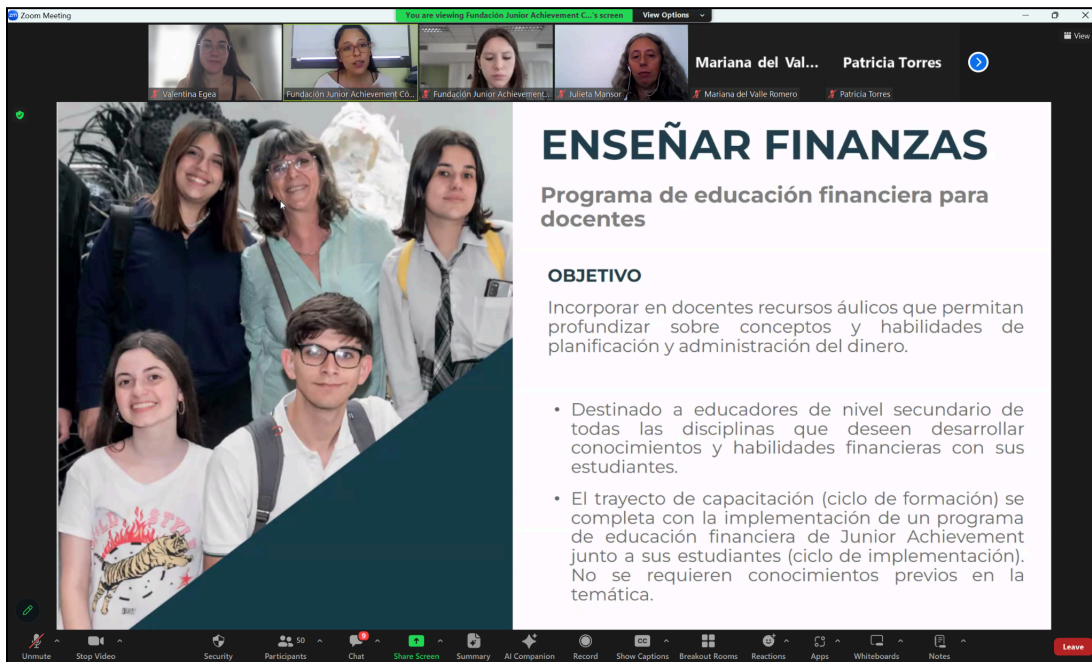 Zoom Meeting
You are viewing Fundación Junior Achievement C...'s screen
View Options
View
Valentina Egea
Fundación Junior Achievement Có...
Fundación Junior Achievement...
Julieta Mansor
Mariana del Val...
Mariana del Valle Romero
Patricia Torres
Patricia Torres
ENSEÑAR FINANZAS
Programa de educación financiera para
docentes
OBJETIVO
Incorporar en docentes recursos áulicos que permitan
profundizar sobre conceptos y habilidades de
planificación y administración del dinero.
• Destinado a educadores de nivel secundario de
todas las disciplinas que deseen desarrollar
conocimientos y habilidades financieras con sus
estudiantes.
• El trayecto de capacitación (ciclo de formación) se
completa con la implementación de un programa
de educación financiera de Junior Achievement
junto a sus estudiantes (ciclo de implementación).
No se requieren conocimientos previos en la
temática.
Unmute
Stop Video
Security
50
Participants
9
Chat
Share Screen
Summary
AI Companion
Record
CC
Show Captions
Breakout Rooms
Reactions
Apps
Whiteboards
Notes
Leave